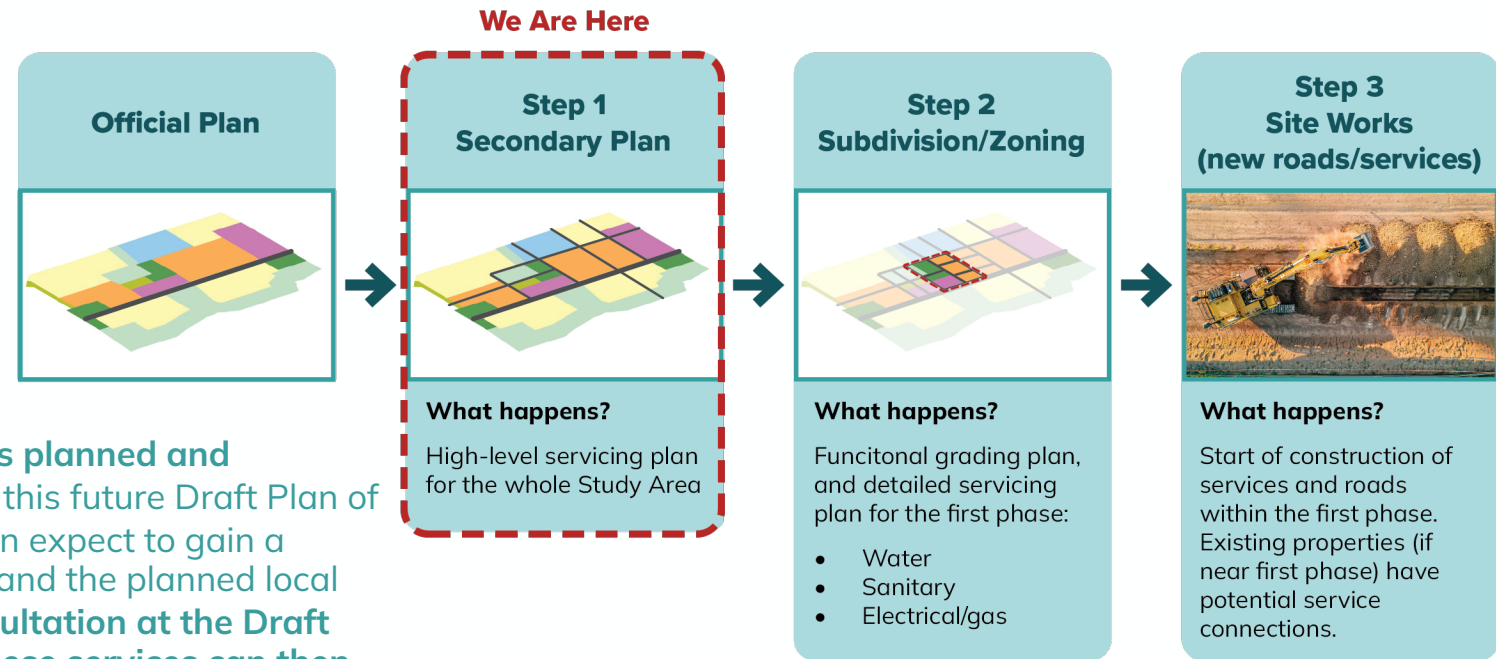 We Are Here
Official Plan
Step 1
Secondary Plan
What happens?
High-level servicing plan
for the whole Study Area
Step 2
Subdivision/Zoning
What happens?
Funcitonal grading plan,
and detailed servicing
plan for the first phase:
• Water
• Sanitary
• Electrical/gas
Step 3
Site Works
(new roads/services)
What happens?
Start of construction of
services and roads
within the first phase.
Existing properties (if
near first phase) have
potential service
connections.
s planned and
this future Draft Plan of
n expect to gain a
and the planned local
ultation at the Draft
ese services can then